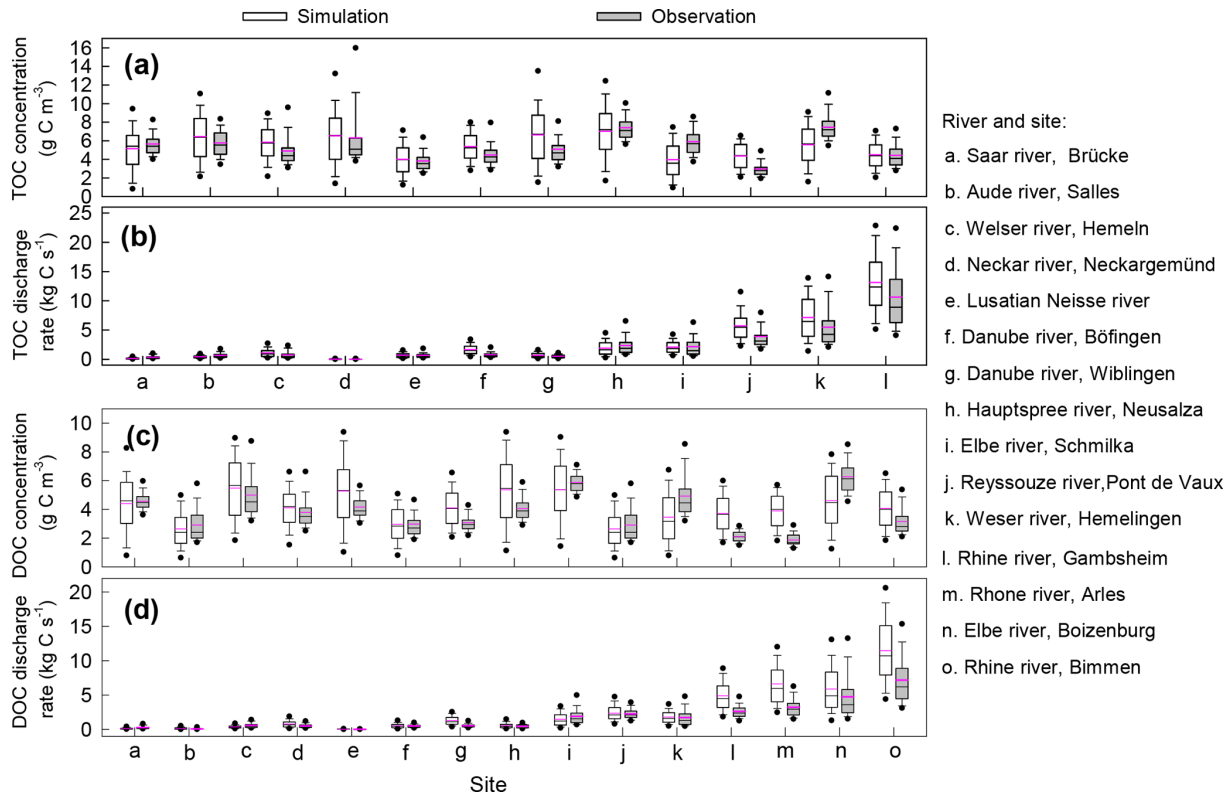 Simulation
Observation
(a)
TOC concentration
(g C m⁻³)
16
14
12
10
8
6
4
2
0
(b)
TOC discharge
rate (kg C s⁻¹)
25
20
15
10
5
0
a b c d e f g h i j k l
(c)
DOC concentration
(g C m⁻³)
10
8
6
4
2
0
(d)
DOC discharge
rate (kg C s⁻¹)
20
15
10
5
0
a b c d e f g h i j k l m n o
Site
River and site:
a. Saar river, Brücke
b. Aude river, Salles
c. Welser river, Hemeln
d. Neckar river, Neckargemünd
e. Lusatian Neisse river
f. Danube river, Böfingen
g. Danube river, Wiblingen
h. Hauptspree river, Neusalza
i. Elbe river, Schmilka
j. Reyssouze river,Pont de Vaux
k. Weser river, Hemelingen
l. Rhine river, Gambsheim
m. Rhone river, Arles
n. Elbe river, Boizenburg
o. Rhine river, Bimmen